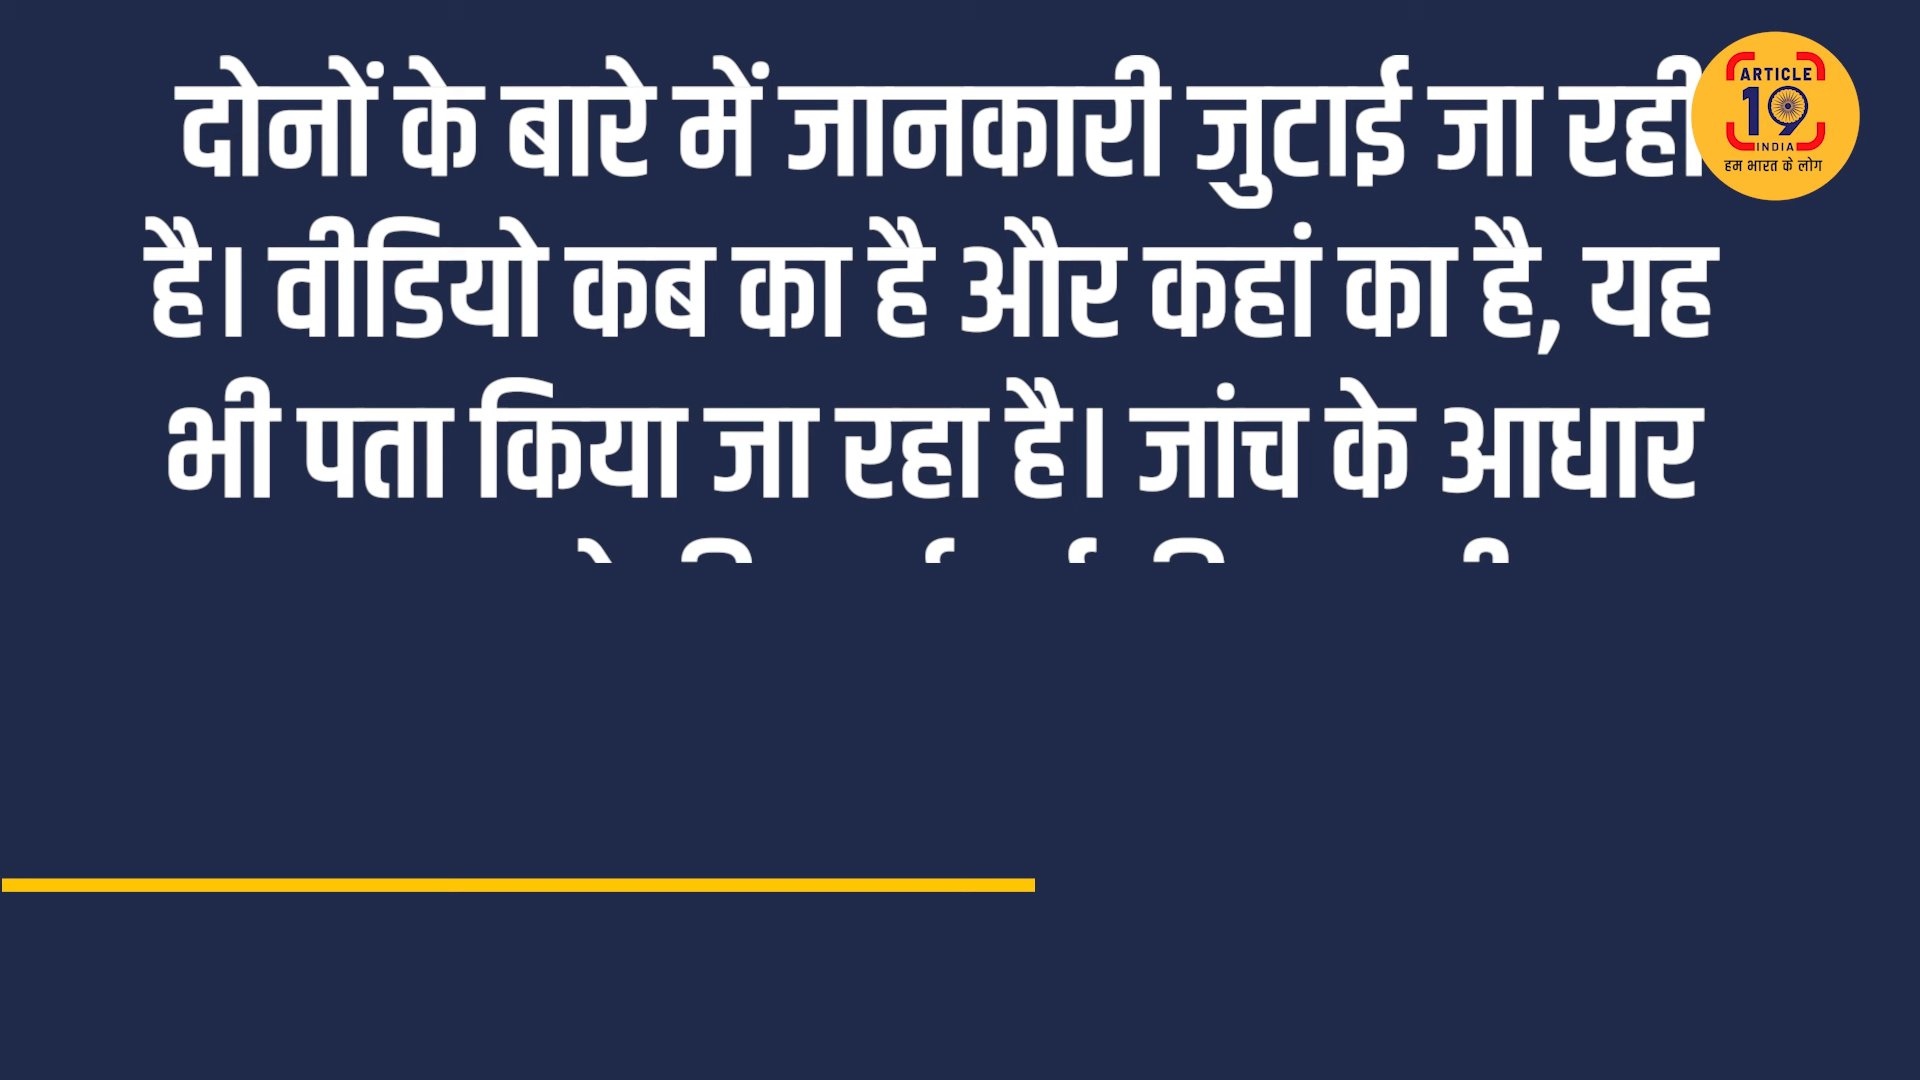 दोनों के बारे में जानकारी जुटाई जा रही
है। वीडियो कब का है और कहां का है, यह
भी पता किया जा रहा है। जांच के आधार
ARTICLE
19
INDIA
हम भारत के लोग